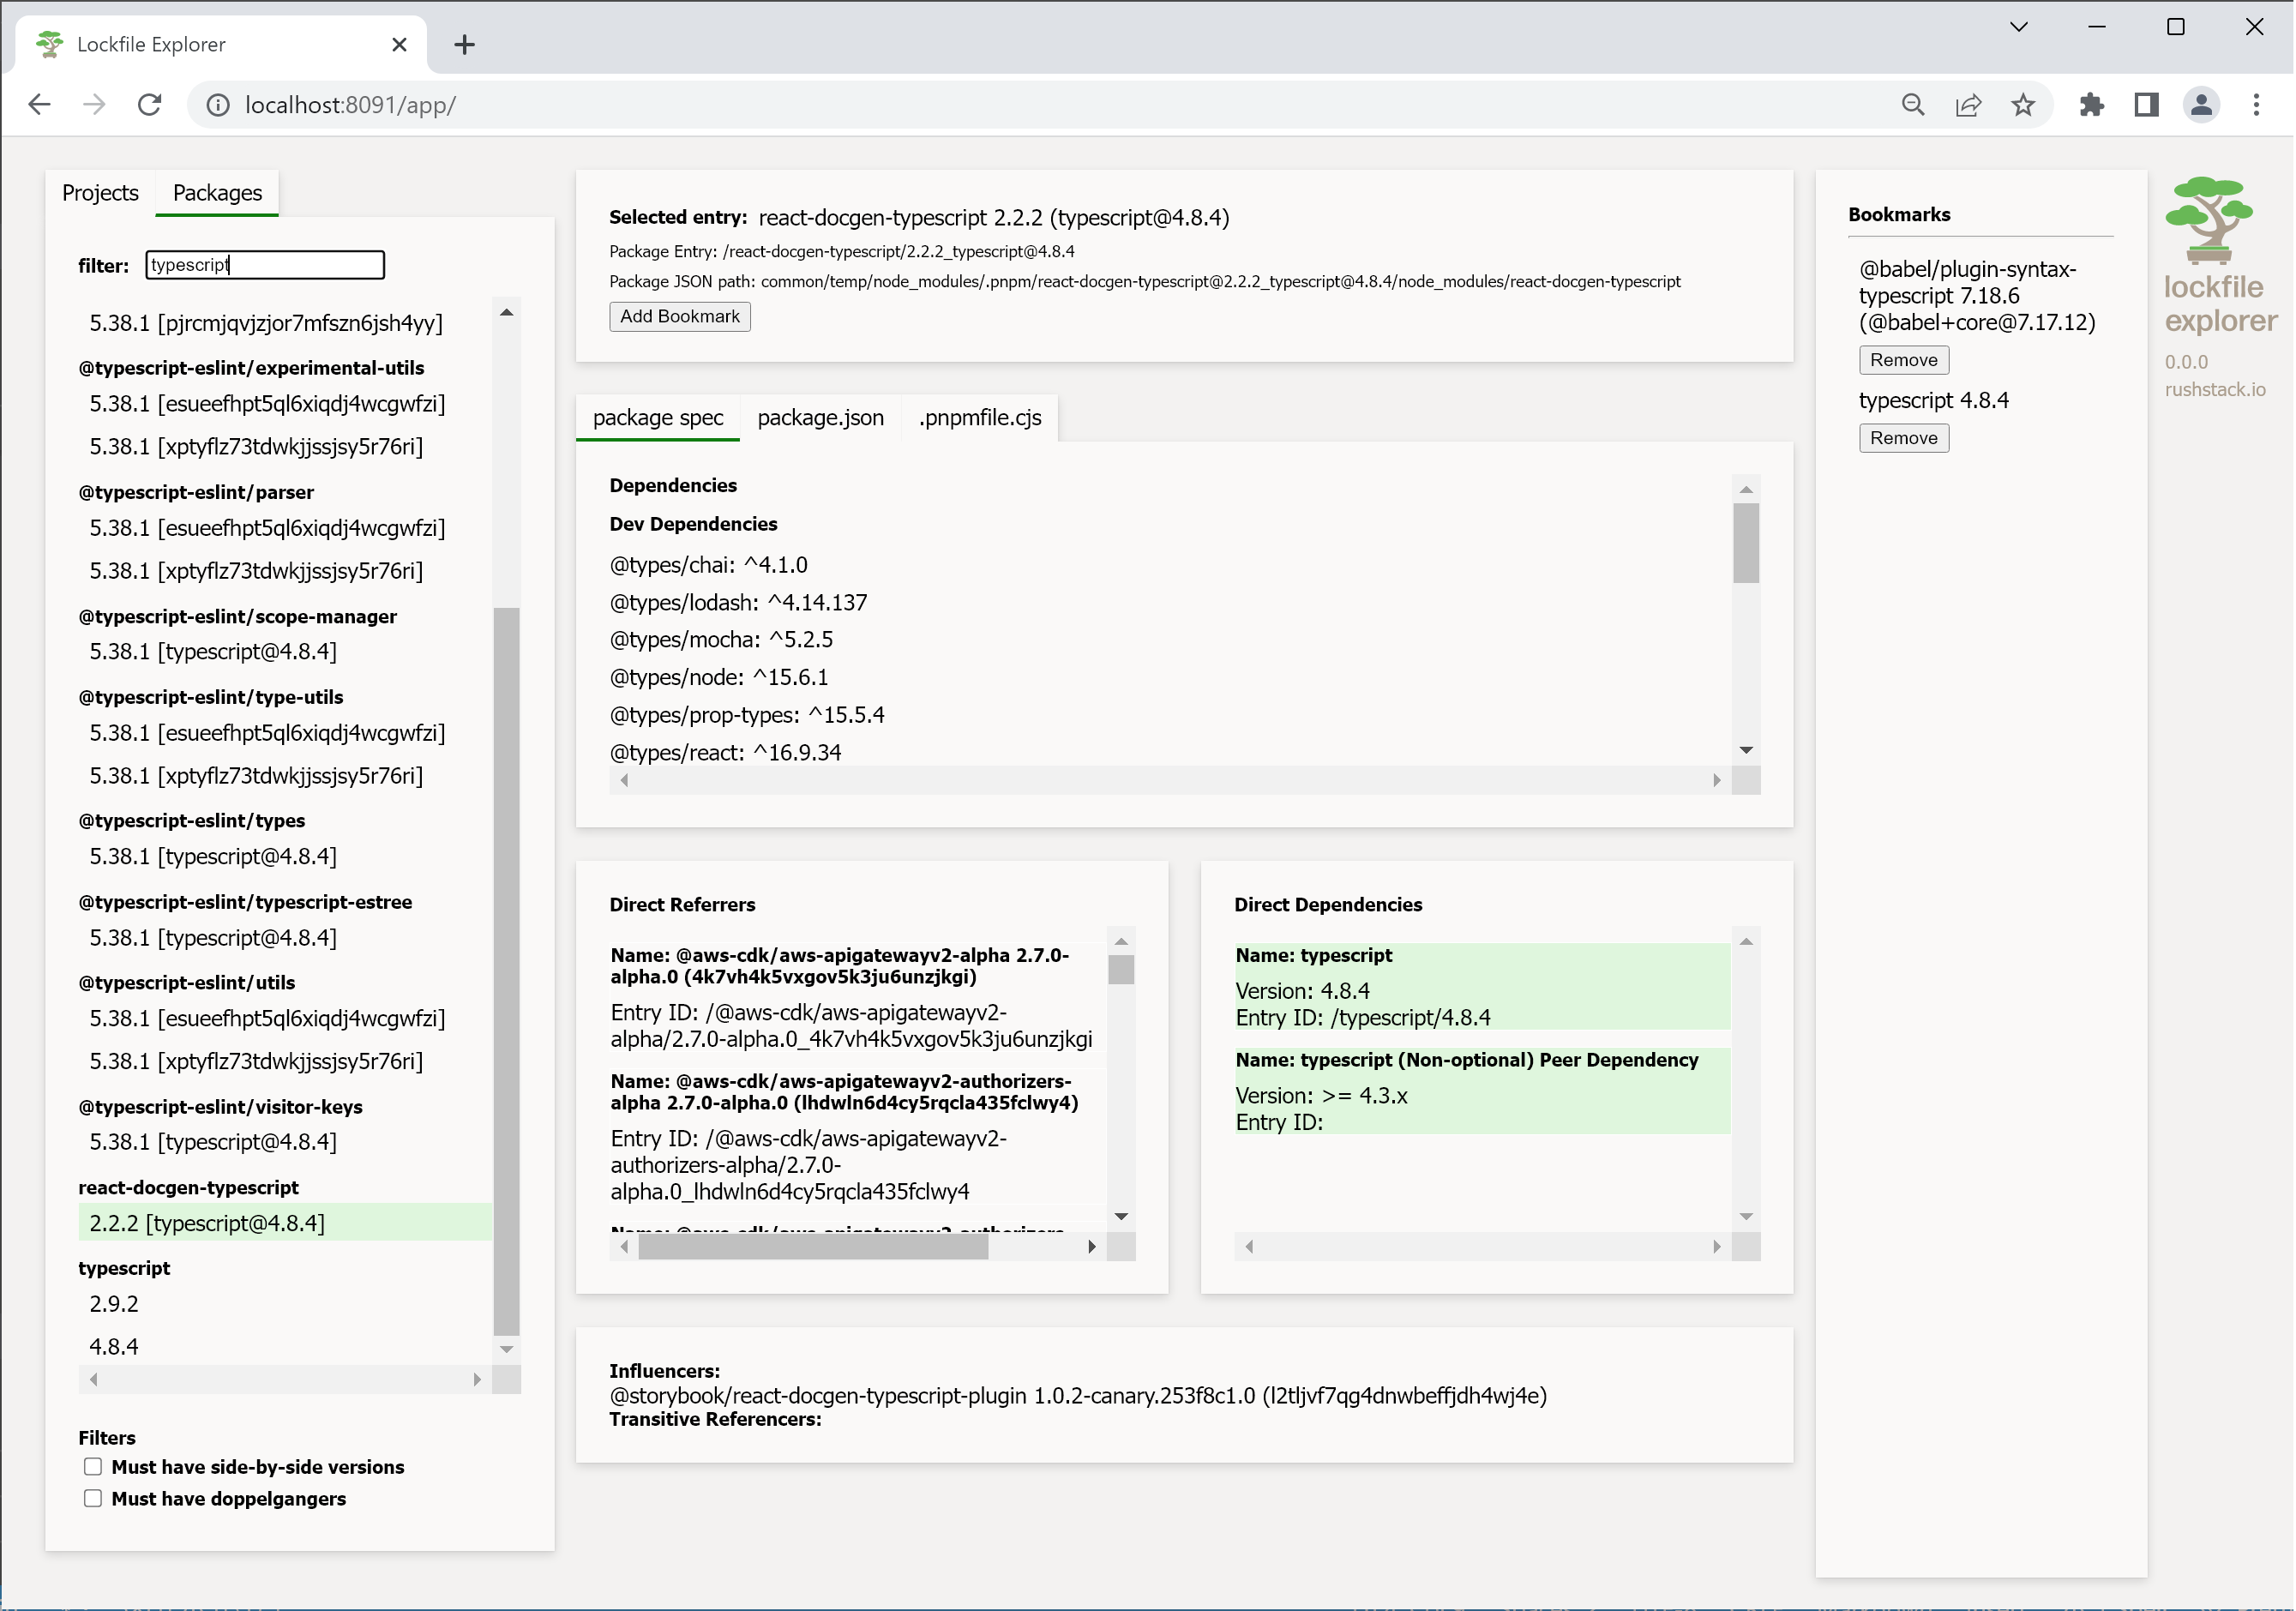 Lockfile Explorer
localhost:8091/app/
Projects
Packages
filter:
typescript
5.38.1 [pjrcmjqvjzjor7mfszn6jsh4yy]
@typescript-eslint/experimental-utils
5.38.1 [esueefhpt5ql6xiqdj4wcgwfzi]
5.38.1 [xptyflz73tdwkjjssjsy5r76ri]
@typescript-eslint/parser
5.38.1 [esueefhpt5ql6xiqdj4wcgwfzi]
5.38.1 [xptyflz73tdwkjjssjsy5r76ri]
@typescript-eslint/scope-manager
5.38.1 [typescript@4.8.4]
@typescript-eslint/type-utils
5.38.1 [esueefhpt5ql6xiqdj4wcgwfzi]
5.38.1 [xptyflz73tdwkjjssjsy5r76ri]
@typescript-eslint/types
5.38.1 [typescript@4.8.4]
@typescript-eslint/typescript-estree
5.38.1 [typescript@4.8.4]
@typescript-eslint/utils
5.38.1 [esueefhpt5ql6xiqdj4wcgwfzi]
5.38.1 [xptyflz73tdwkjjssjsy5r76ri]
@typescript-eslint/visitor-keys
5.38.1 [typescript@4.8.4]
react-docgen-typescript
2.2.2 [typescript@4.8.4]
typescript
2.9.2
4.8.4
Filters
Must have side-by-side versions
Must have doppelgangers
Selected entry: react-docgen-typescript 2.2.2 (typescript@4.8.4)
Package Entry: /react-docgen-typescript/2.2.2_typescript@4.8.4
Package JSON path: common/temp/node_modules/.pnpm/react-docgen-typescript@2.2.2_typescript@4.8.4/node_modules/react-docgen-typescript
Add Bookmark
package spec
package.json
.pnpmfile.cjs
Dependencies
Dev Dependencies
@types/chai: ^4.1.0
@types/lodash: ^4.14.137
@types/mocha: ^5.2.5
@types/node: ^15.6.1
@types/prop-types: ^15.5.4
@types/react: ^16.9.34
Direct Referrers
Name: @aws-cdk/aws-apigatewayv2-alpha 2.7.0-
alpha.0 (4k7vh4k5vxgov5k3ju6unzjkgi)
Entry ID: /@aws-cdk/aws-apigatewayv2-
alpha/2.7.0-alpha.0_4k7vh4k5vxgov5k3ju6unzjkgi
Name: @aws-cdk/aws-apigatewayv2-authorizers-
alpha 2.7.0-alpha.0 (lhdwln6d4cy5rqcla435fclwy4)
Entry ID: /@aws-cdk/aws-apigatewayv2-
authorizers-alpha/2.7.0-
alpha.0_lhdwln6d4cy5rqcla435fclwy4
Name: @aws-cdk/aws-apigatewayv2-authorizers-
Direct Dependencies
Name: typescript
Version: 4.8.4
Entry ID: /typescript/4.8.4
Name: typescript (Non-optional) Peer Dependency
Version: >= 4.3.x
Entry ID:
Influencers:
@storybook/react-docgen-typescript-plugin 1.0.2-canary.253f8c1.0 (l2tljvf7qg4dnwbeffjdh4wj4e)
Transitive Referencers:
Bookmarks
@babel/plugin-syntax-
typescript 7.18.6
(@babel+core@7.17.12)
Remove
typescript 4.8.4
Remove
lockfile
explorer
0.0.0
rushstack.io